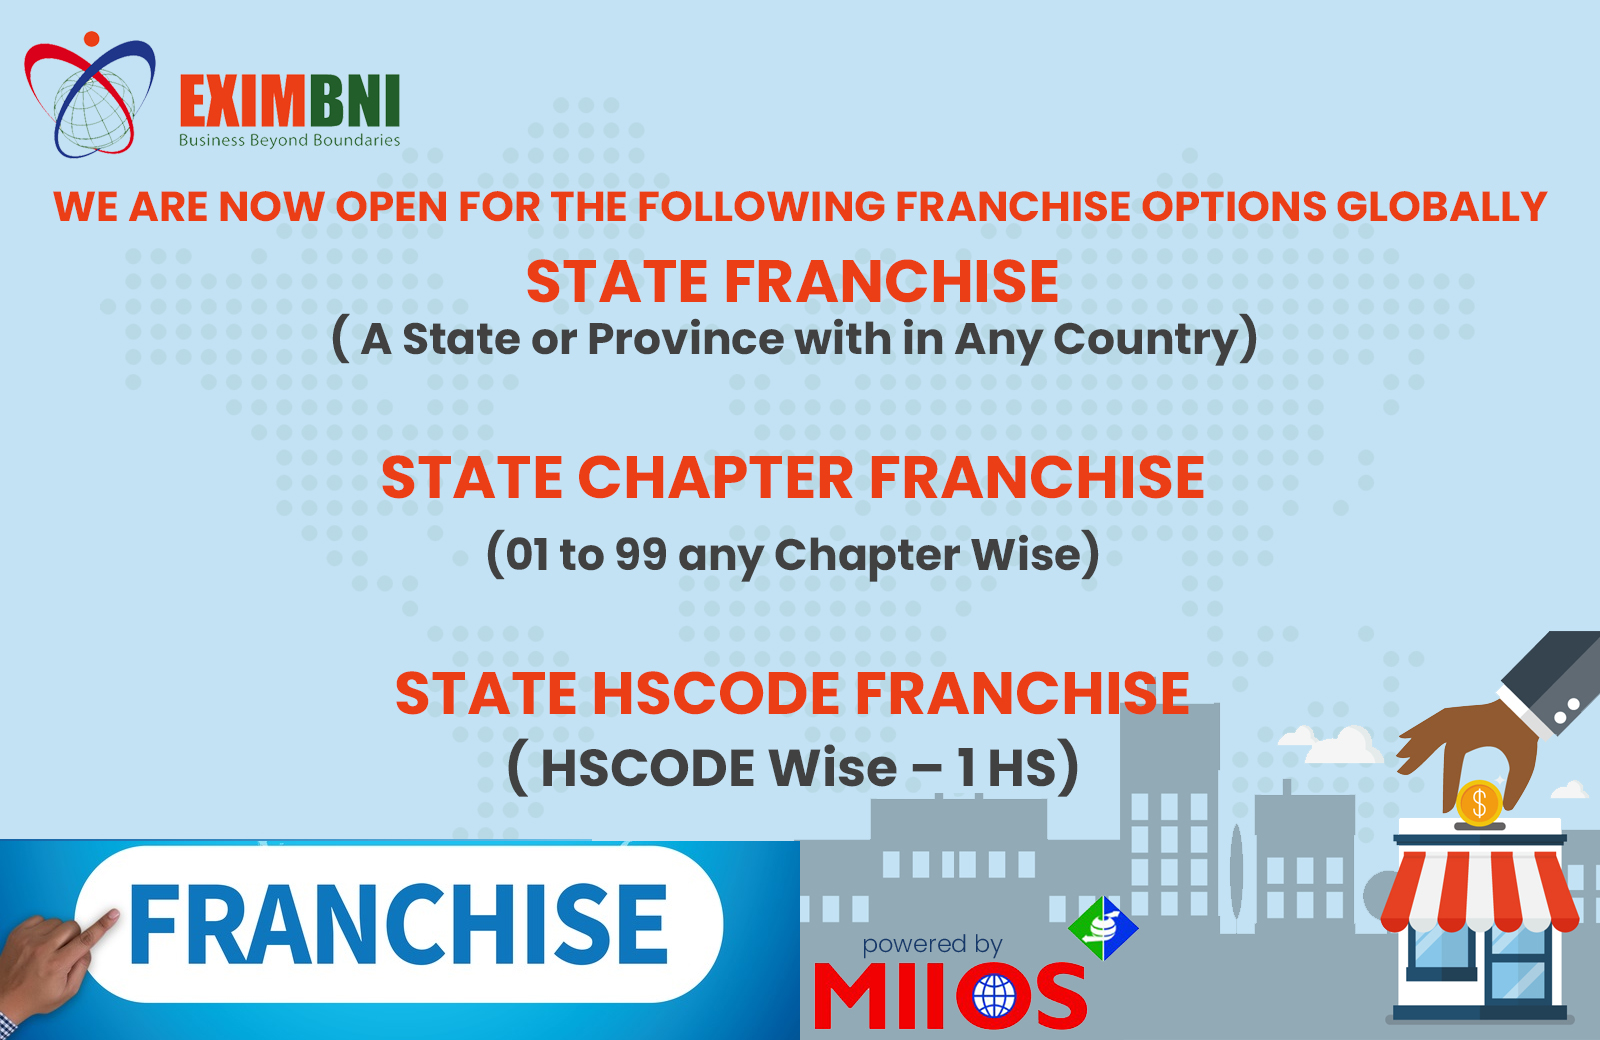 EXIMBNI
Business Beyond Boundaries
WE ARE NOW OPEN FOR THE FOLLOWING FRANCHISE OPTIONS GLOBALLY
STATE FRANCHISE
( A State or Province with in Any Country)
STATE CHAPTER FRANCHISE
(01 to 99 any Chapter Wise)
STATE HSCODE FRANCHISE
( HSCODE Wise – 1 HS)
$
FRANCHISE
powered by
MIIOS